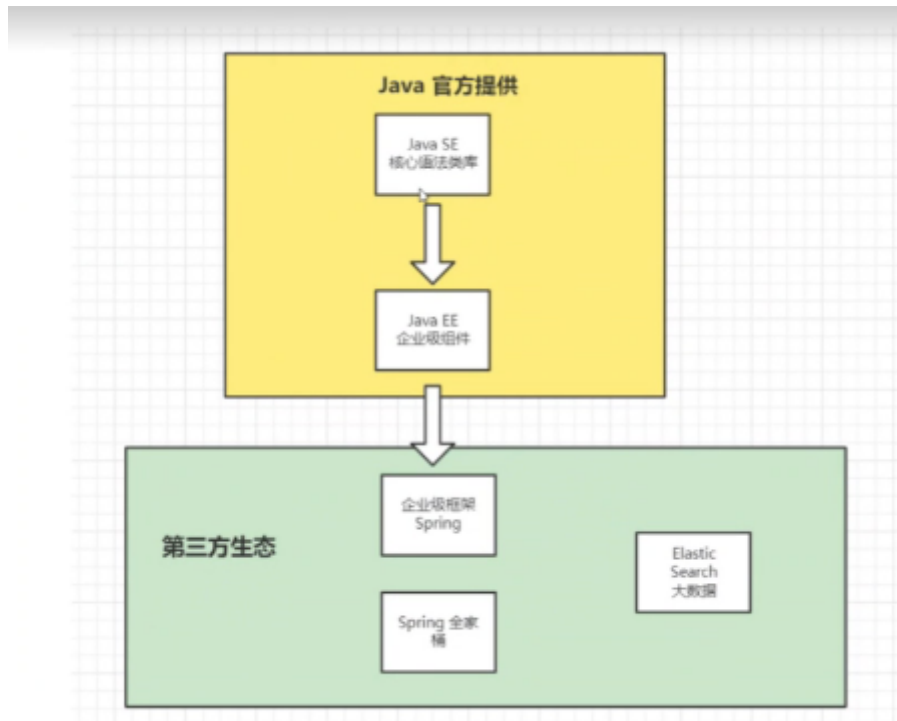 Java 官方提供
Java SE
核心语法类库
Java EE
企业级组件
第三方生态
企业级框架
Spring
Elastic
Search
大数据
Spring 全家
桶